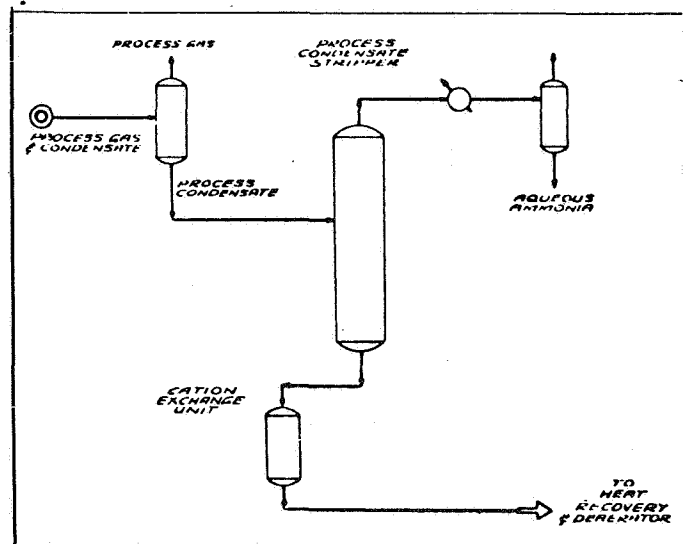 PROCESS GAS
PROCESS
CONDENSATE
STRIPPER
PROCESS GAS
& CONDENSATE
PROCESS
CONDENSATE
AQUEOUS
AMMONIA
CATION
EXCHANGE
UNIT
TO
HEAT
RECOVERY
& DEAERATOR